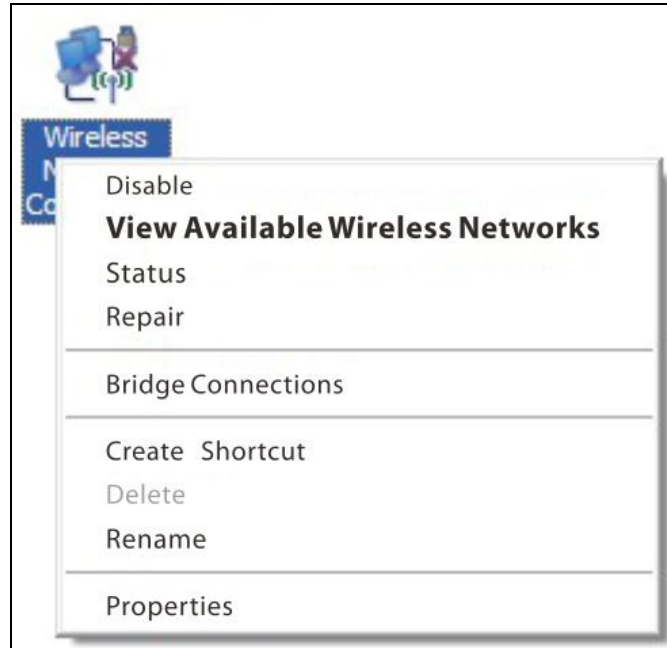 Wireless
Disable
View Available Wireless Networks
Status
Repair
Bridge Connections
Create Shortcut
Delete
Rename
Properties